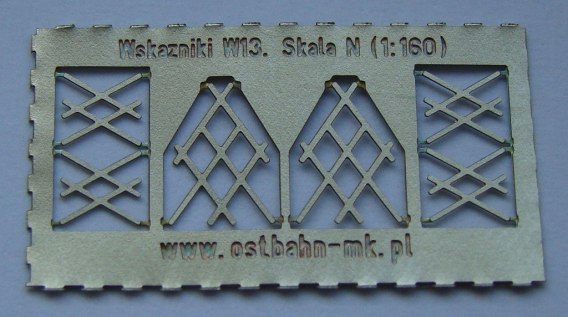 Wskazniki W13. Skala N (1:160)
www.ostbahn-mk.pl